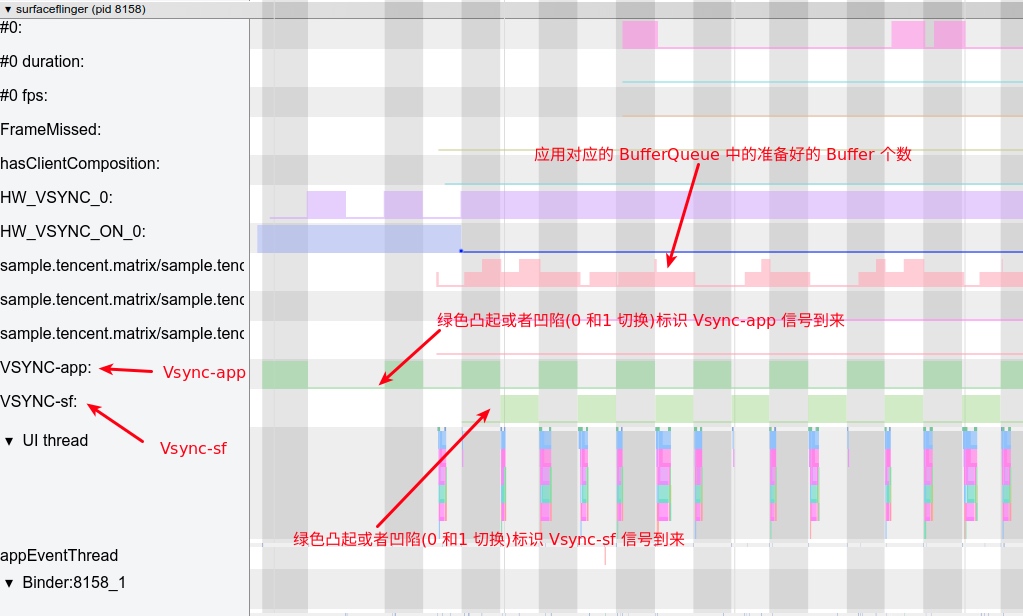 ▼ surfaceflinger (pid 8158)
#0:
#0 duration:
#0 fps:
FrameMissed:
hasClientComposition:
应用对应的 BufferQueue 中的准备好的 Buffer 个数
HW_VSYNC_0:
HW_VSYNC_ON_0:
sample.tencent.matrix/sample.tenc
sample.tencent.matrix/sample.tenc
绿色凸起或者凹陷(0 和1 切换)标识 Vsync-app 信号到来
sample.tencent.matrix/sample.tenc
VSYNC-app:
Vsync-app
VSYNC-sf:
▼ UI thread
Vsync-sf
绿色凸起或者凹陷(0 和1 切换)标识 Vsync-sf 信号到来
appEventThread
▼ Binder:8158_1